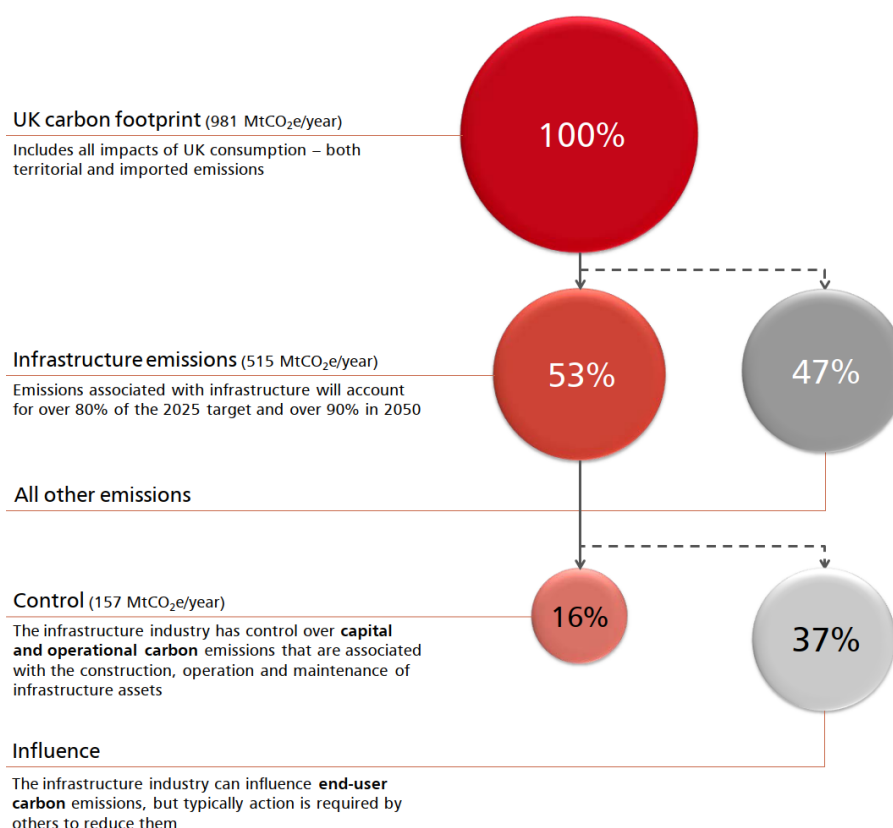 UK carbon footprint (981 MtCO₂e/year)
100%
Includes all impacts of UK consumption – both
territorial and imported emissions
Infrastructure emissions (515 MtCO₂e/year)
53%
47%
Emissions associated with infrastructure will account
for over 80% of the 2025 target and over 90% in 2050
All other emissions
Control (157 MtCO₂e/year)
16%
37%
The infrastructure industry has control over capital
and operational carbon emissions that are associated
with the construction, operation and maintenance of
infrastructure assets
Influence
The infrastructure industry can influence end-user
carbon emissions, but typically action is required by
others to reduce them